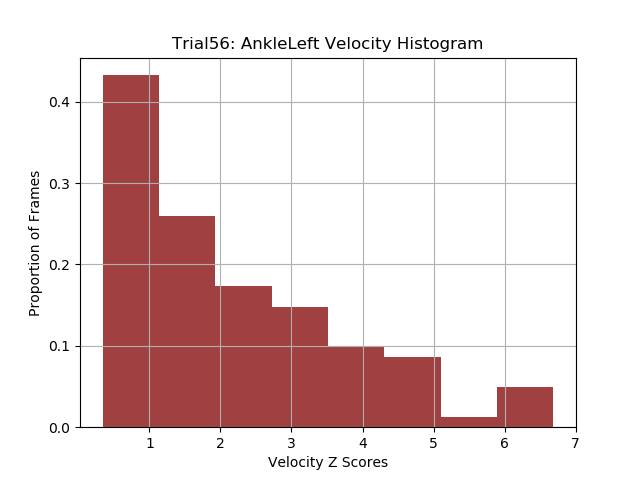 Trial56: AnkleLeft Velocity Histogram
Proportion of Frames
0.4
0.3
0.2
0.1
0.0
1 2 3 4 5 6 7
Velocity Z Scores